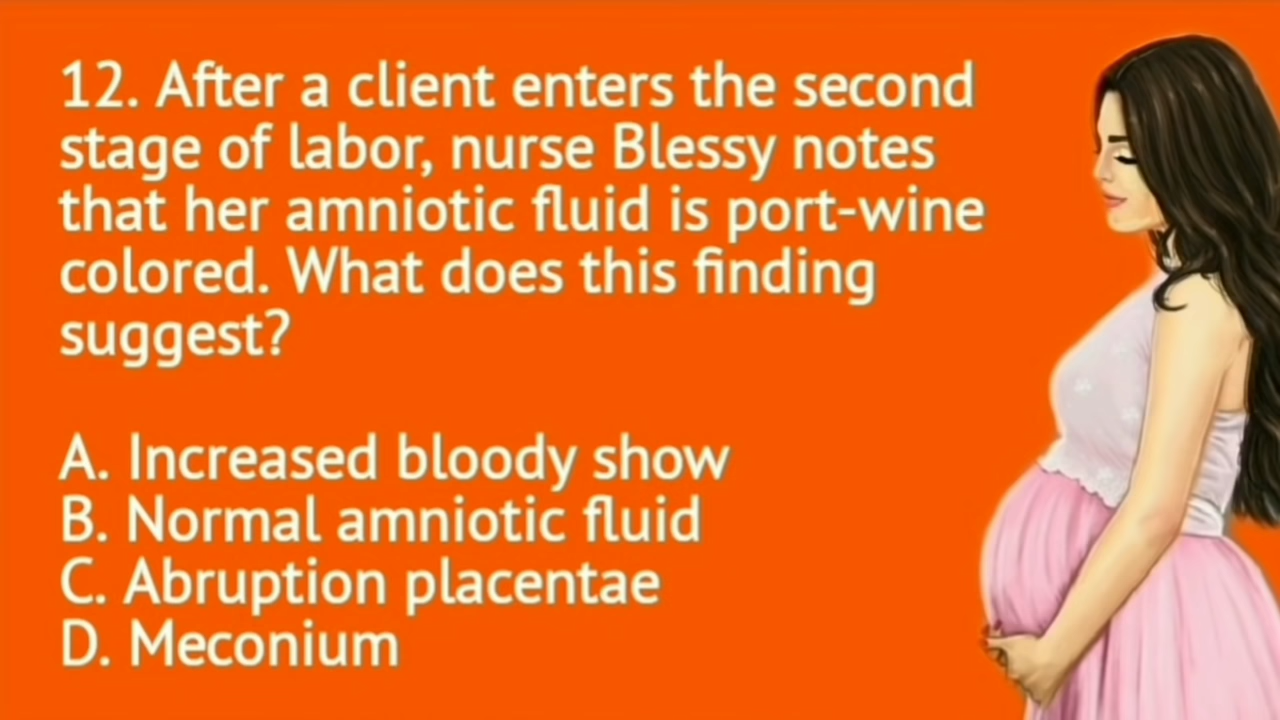 12. After a client enters the second
stage of labor, nurse Blessy notes
that her amniotic fluid is port-wine
colored. What does this finding
suggest?
A. Increased bloody show
B. Normal amniotic fluid
C. Abruption placentae
D. Meconium